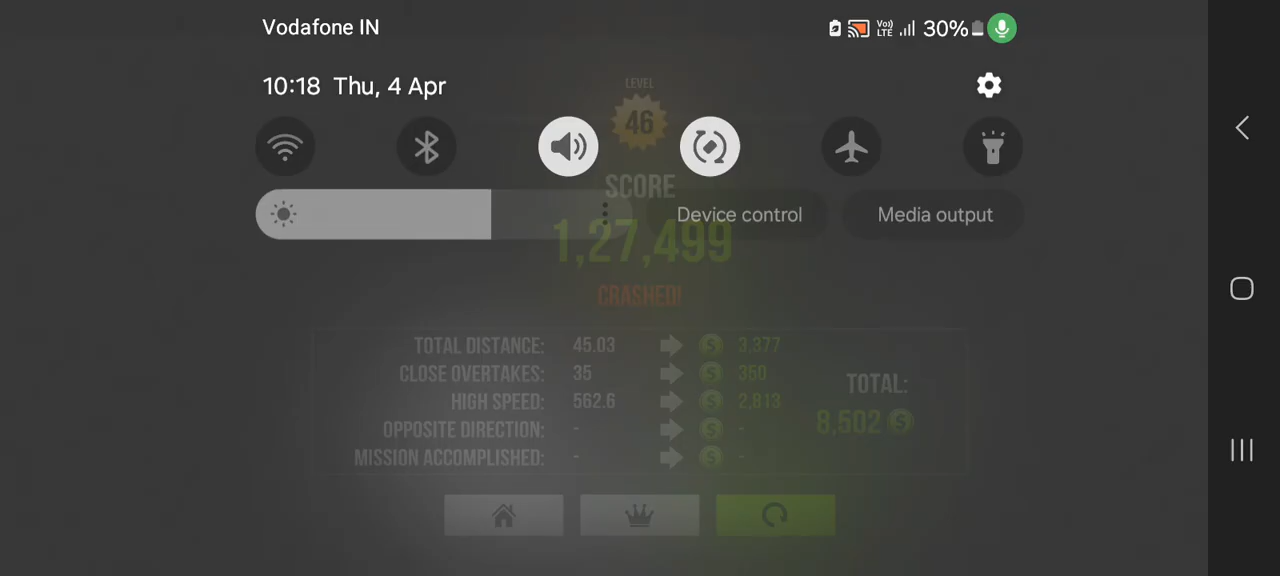 Vodafone IN
Vo)) LTE 30%
10:18 Thu, 4 Apr
LEVEL
46
SCORE
Device control
Media output
1,27,499
CRASHED!
TOTAL DISTANCE: 45.03 S 3,377
CLOSE OVERTAKES: 35 S 350
HIGH SPEED: 562.6 S 2,813
OPPOSITE DIRECTION: - S -
MISSION ACCOMPLISHED: - S -
TOTAL:
8,502 S